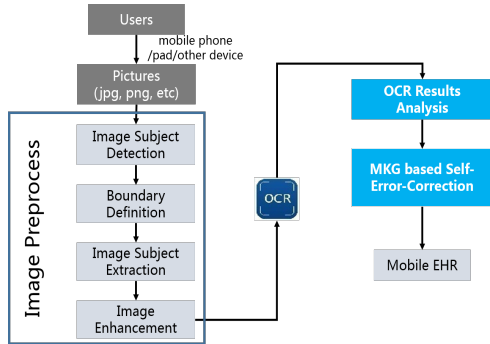 Users
mobile phone
/pad/other device
Pictures
(jpg, png, etc)
Image Preprocess
Image Subject
Detection
Boundary
Definition
Image Subject
Extraction
Image
Enhancement
OCR
OCR Results
Analysis
MKG based Self-
Error-Correction
Mobile EHR